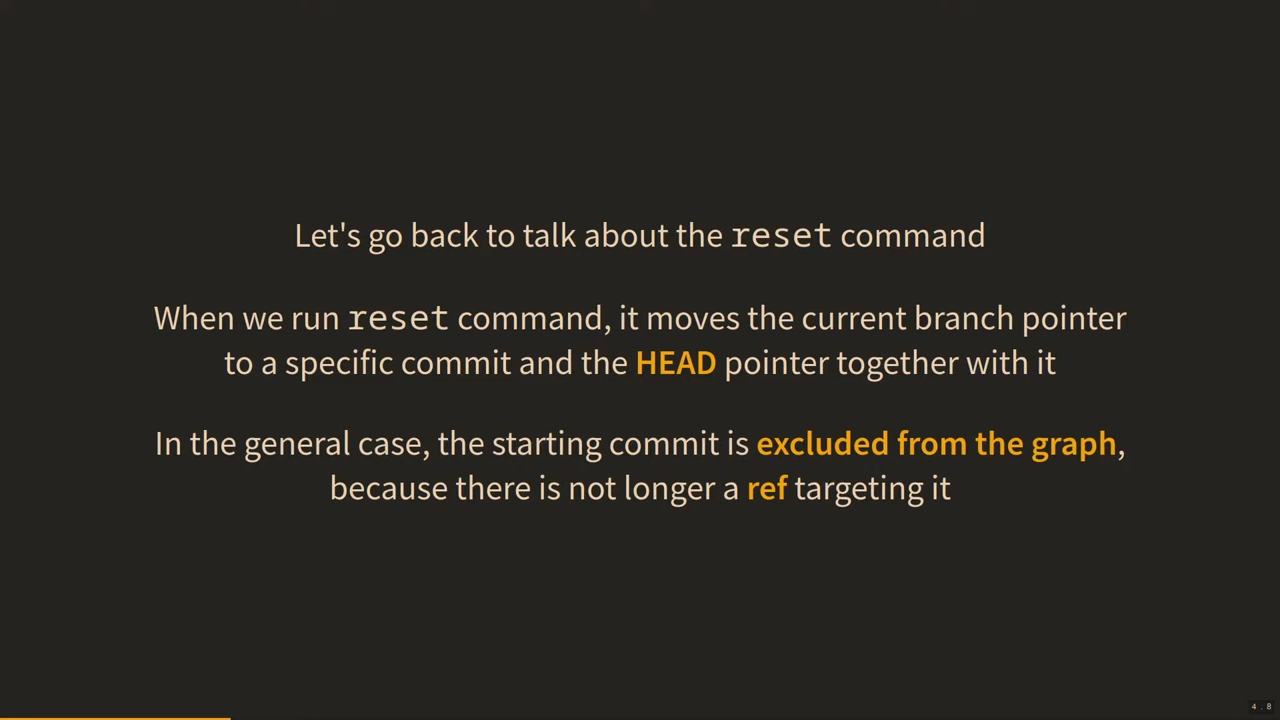 Let's go back to talk about the reset command
When we run reset command, it moves the current branch pointer
to a specific commit and the HEAD pointer together with it
In the general case, the starting commit is excluded from the graph,
because there is not longer a ref targeting it
4.8